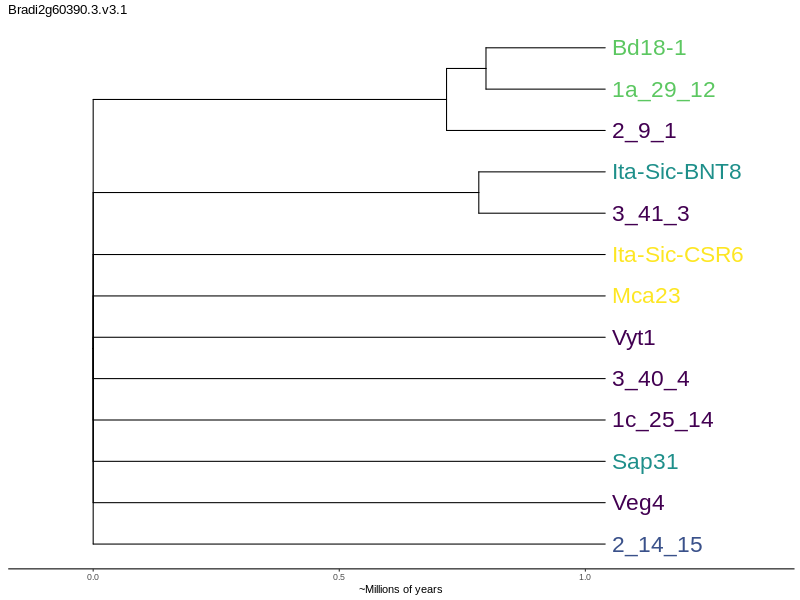 Bradi2g60390.3.v3.1
Bd18-1
1a_29_12
2_9_1
Ita-Sic-BNT8
3_41_3
Ita-Sic-CSR6
Mca23
Vyt1
3_40_4
1c_25_14
Sap31
Veg4
2_14_15
0.0 0.5 1.0
~Millions of years